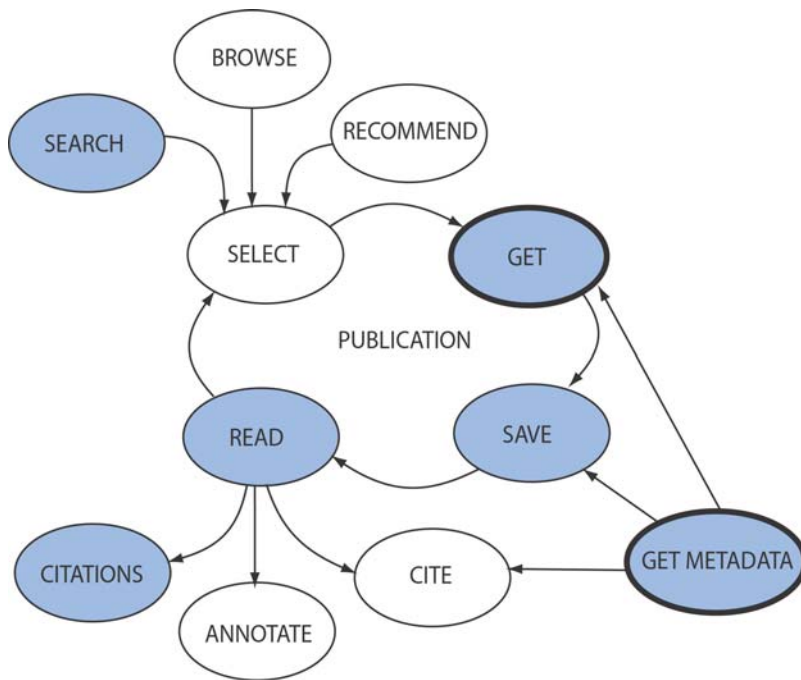 BROWSE
RECOMMEND
SEARCH
SELECT
GET
PUBLICATION
READ
SAVE
GET METADATA
CITATIONS
CITE
ANNOTATE